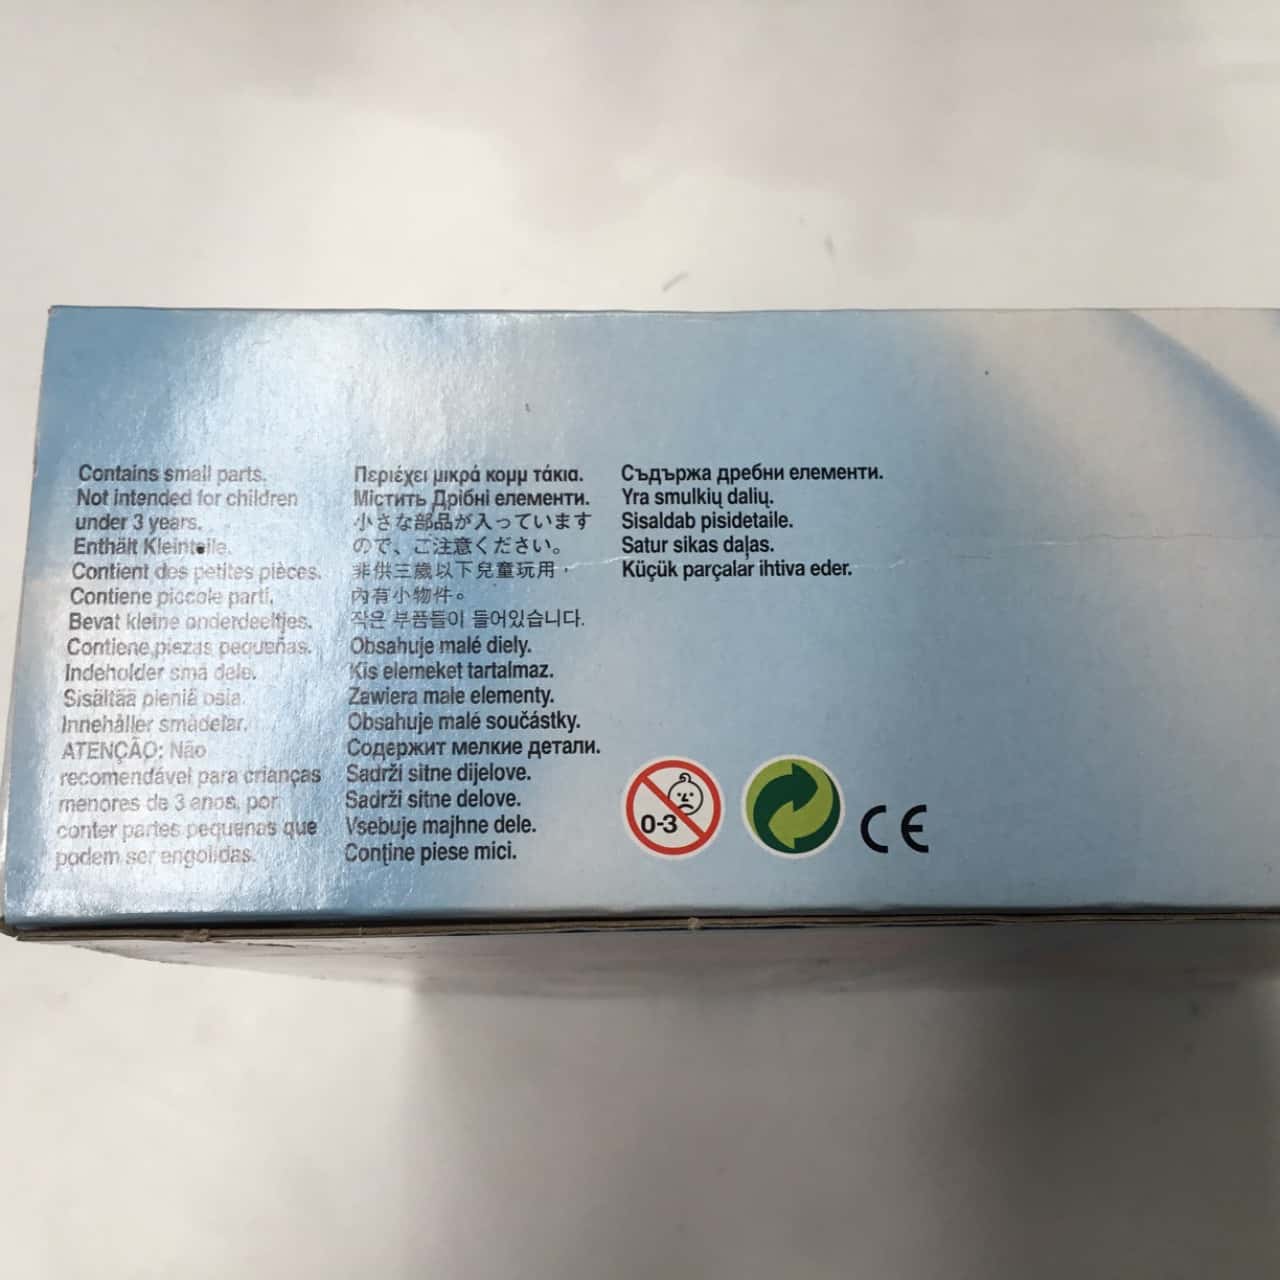 Contains small parts.
Not intended for children
under 3 years.
Enthält Kleinteile.
Contient des petites pièces.
Contiene piccole parti.
Bevat kleine onderdeeltjes.
Contiene piezas pequeñas.
Indeholder små dele.
Sisältää pieniä osia.
Innehåller smådelar.
ATENÇÃO: Não
recomendável para crianças
menores de 3 anos, por
conter partes pequenas que
podem ser engolidas.
Περιέχει μικρά κομμ τάκια.
Містить Дрібні елементи.
小さな部品が入っています
ので、ご注意ください。
非供三歲以下兒童玩用，
內有小物件。
작은 부품들이 들어있습니다.
Obsahuje malé diely.
Kis elemeket tartalmaz.
Zawiera małe elementy.
Obsahuje malé součástky.
Содержит мелкие детали.
Sadrži sitne dijelove.
Sadrži sitne delove.
Vsebuje majhne dele.
Conţine piese mici.
Съдържа дребни елементи.
Yra smulkių dalių.
Sisaldab pisidetaile.
Satur sikas daļas.
Küçük parçalar ihtiva eder.
0-3
CE